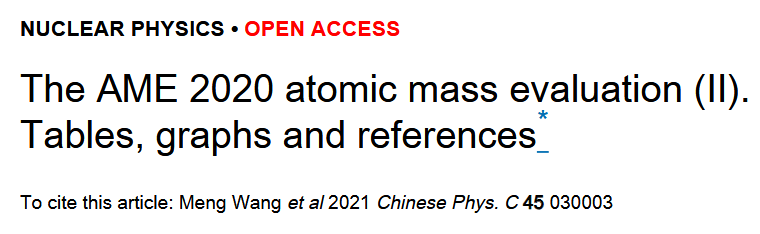 NUCLEAR PHYSICS • OPEN ACCESS
The AME 2020 atomic mass evaluation (II).
Tables, graphs and references*
To cite this article: Meng Wang et al 2021 Chinese Phys. C 45 030003